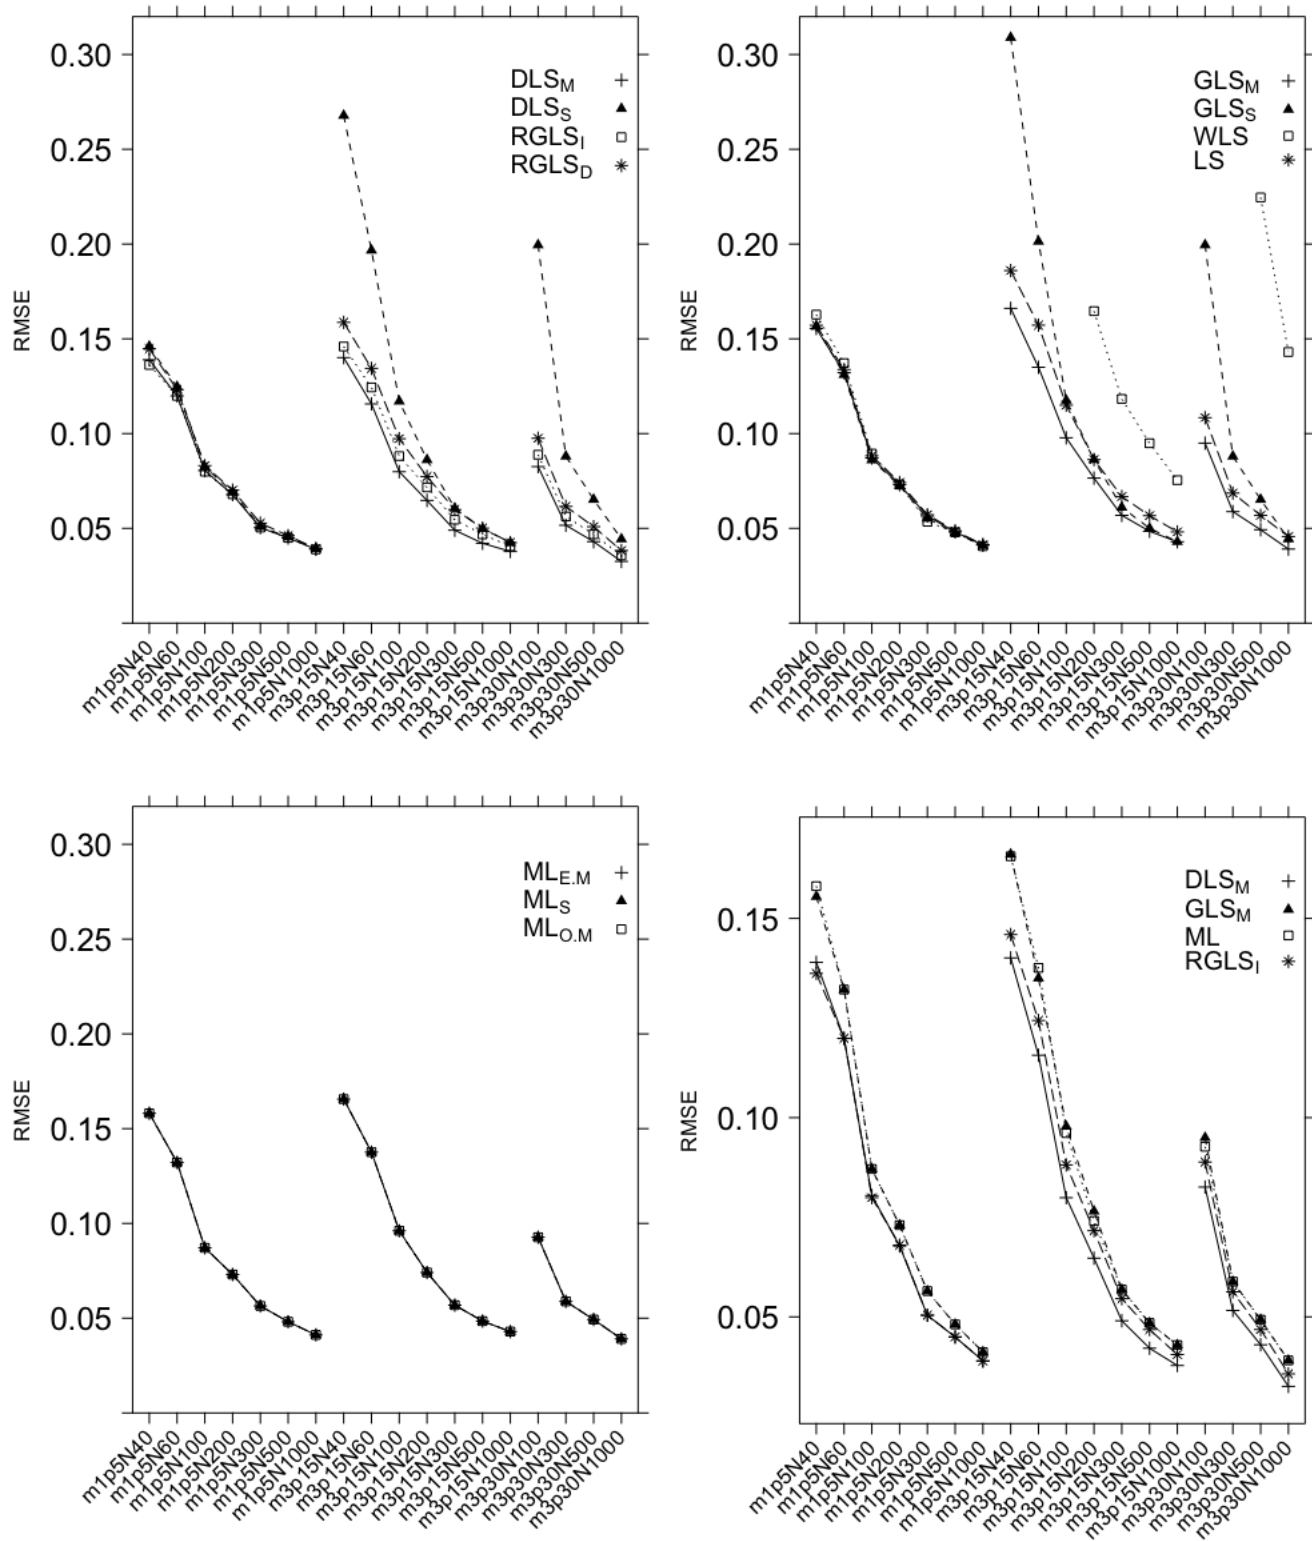 0.30
0.25
0.20
0.15
0.10
0.05
RMSE
DLS_M
DLS_S
RGLS_I
RGLS_D
m1p5N40
m1p5N60
m1p5N100
m1p5N200
m1p5N300
m1p5N500
m1p5N1000
m3p15N40
m3p15N60
m3p15N100
m3p15N200
m3p15N300
m3p15N500
m3p15N1000
m3p30N100
m3p30N300
m3p30N500
m3p30N1000
0.30
0.25
0.20
0.15
0.10
0.05
RMSE
GLS_M
GLS_S
WLS
LS
m1p5N40
m1p5N60
m1p5N100
m1p5N200
m1p5N300
m1p5N500
m1p5N1000
m3p15N40
m3p15N60
m3p15N100
m3p15N200
m3p15N300
m3p15N500
m3p15N1000
m3p30N100
m3p30N300
m3p30N500
m3p30N1000
0.30
0.25
0.20
0.15
0.10
0.05
RMSE
ML_E.M
ML_S
ML_O.M
m1p5N40
m1p5N60
m1p5N100
m1p5N200
m1p5N300
m1p5N500
m1p5N1000
m3p15N40
m3p15N60
m3p15N100
m3p15N200
m3p15N300
m3p15N500
m3p15N1000
m3p30N100
m3p30N300
m3p30N500
m3p30N1000
0.15
0.10
0.05
RMSE
DLS_M
GLS_M
ML
RGLS_I
m1p5N40
m1p5N60
m1p5N100
m1p5N200
m1p5N300
m1p5N500
m1p5N1000
m3p15N40
m3p15N60
m3p15N100
m3p15N200
m3p15N300
m3p15N500
m3p15N1000
m3p30N100
m3p30N300
m3p30N500
m3p30N1000